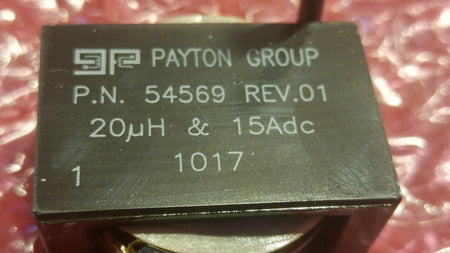 PAYTON GROUP
P.N. 54569 REV.01
20µH & 15Adc
1017
1